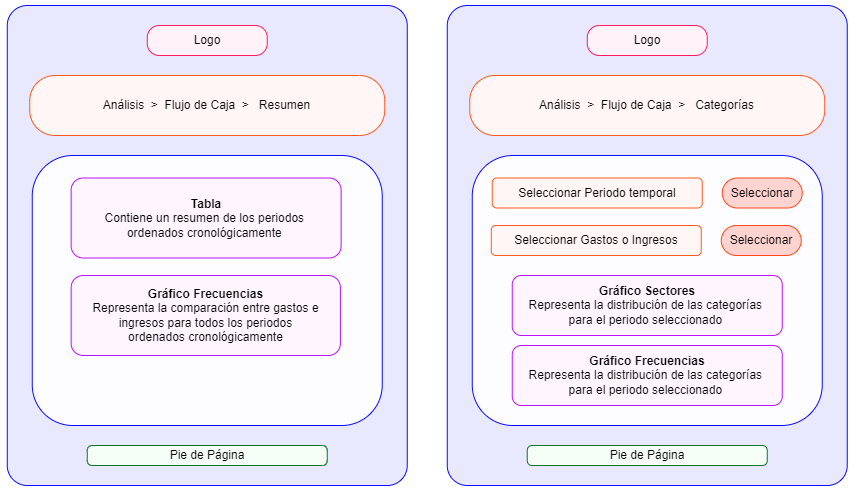 Logo
Análisis > Flujo de Caja > Resumen
Tabla
Contiene un resumen de los periodos
ordenados cronológicamente
Gráfico Frecuencias
Representa la comparación entre gastos e
ingresos para todos los periodos
ordenados cronológicamente
Pie de Página
Logo
Análisis > Flujo de Caja > Categorías
Seleccionar Periodo temporal
Seleccionar
Seleccionar Gastos o Ingresos
Seleccionar
Gráfico Sectores
Representa la distribución de las categorías
para el periodo seleccionado
Gráfico Frecuencias
Representa la distribución de las categorías
para el periodo seleccionado
Pie de Página